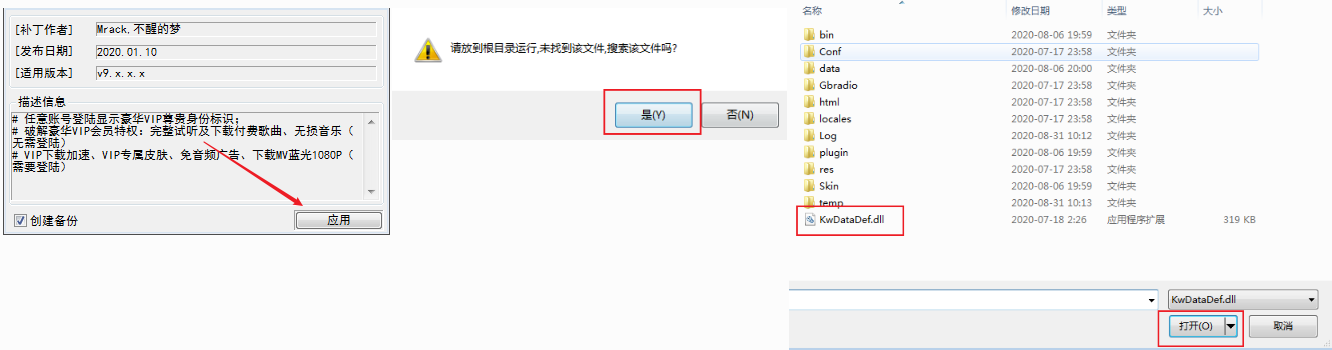 [补丁作者] Mrack,不醒的梦
[发布日期] 2020.01.10
[适用版本] v9.x.x.x
描述信息
# 任意账号登陆显示豪华VIP尊贵身份标识;
# 破解豪华VIP会员特权: 完整试听及下载付费歌曲、无损音乐（
无需登陆）
# VIP下载加速、VIP专属皮肤、免音频广告、下载MV蓝光1080P（
需要登陆）
创建备份
应用
请放到根目录运行,未找到该文件,搜素该文件吗?
是(Y)
否(N)
名称 修改日期 类型 大小
bin 2020-08-06 19:59 文件夹
Conf 2020-07-17 23:58 文件夹
data 2020-08-06 20:00 文件夹
Gbradio 2020-07-17 23:58 文件夹
html 2020-07-17 23:58 文件夹
locales 2020-07-17 23:58 文件夹
Log 2020-08-31 10:12 文件夹
plugin 2020-08-06 19:59 文件夹
res 2020-07-17 23:58 文件夹
Skin 2020-08-06 19:59 文件夹
temp 2020-08-31 10:13 文件夹
KwDataDef.dll 2020-07-18 2:26 应用程序扩展 319 KB
KwDataDef.dll
打开(O)
取消